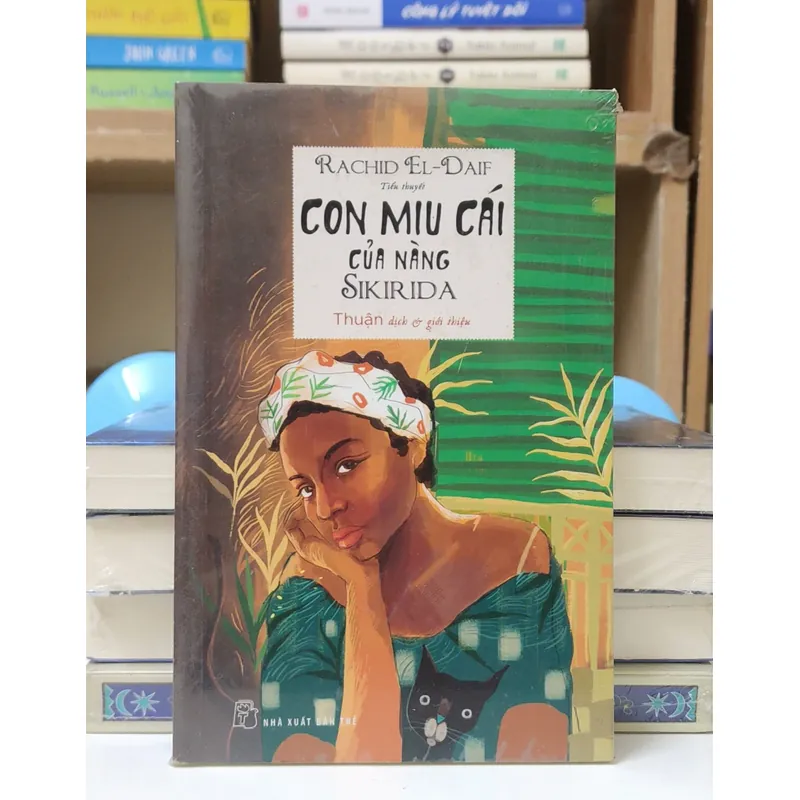 CÔNG LÝ TUYỆT ĐỐI
JOHN GREEN
RACHID EL-DAIF
Tiểu thuyết
CON MIU CÁI
CỦA NÀNG
SIKIRIDA
Thuận dịch & giới thiệu
NHÀ XUẤT BẢN TRẺ